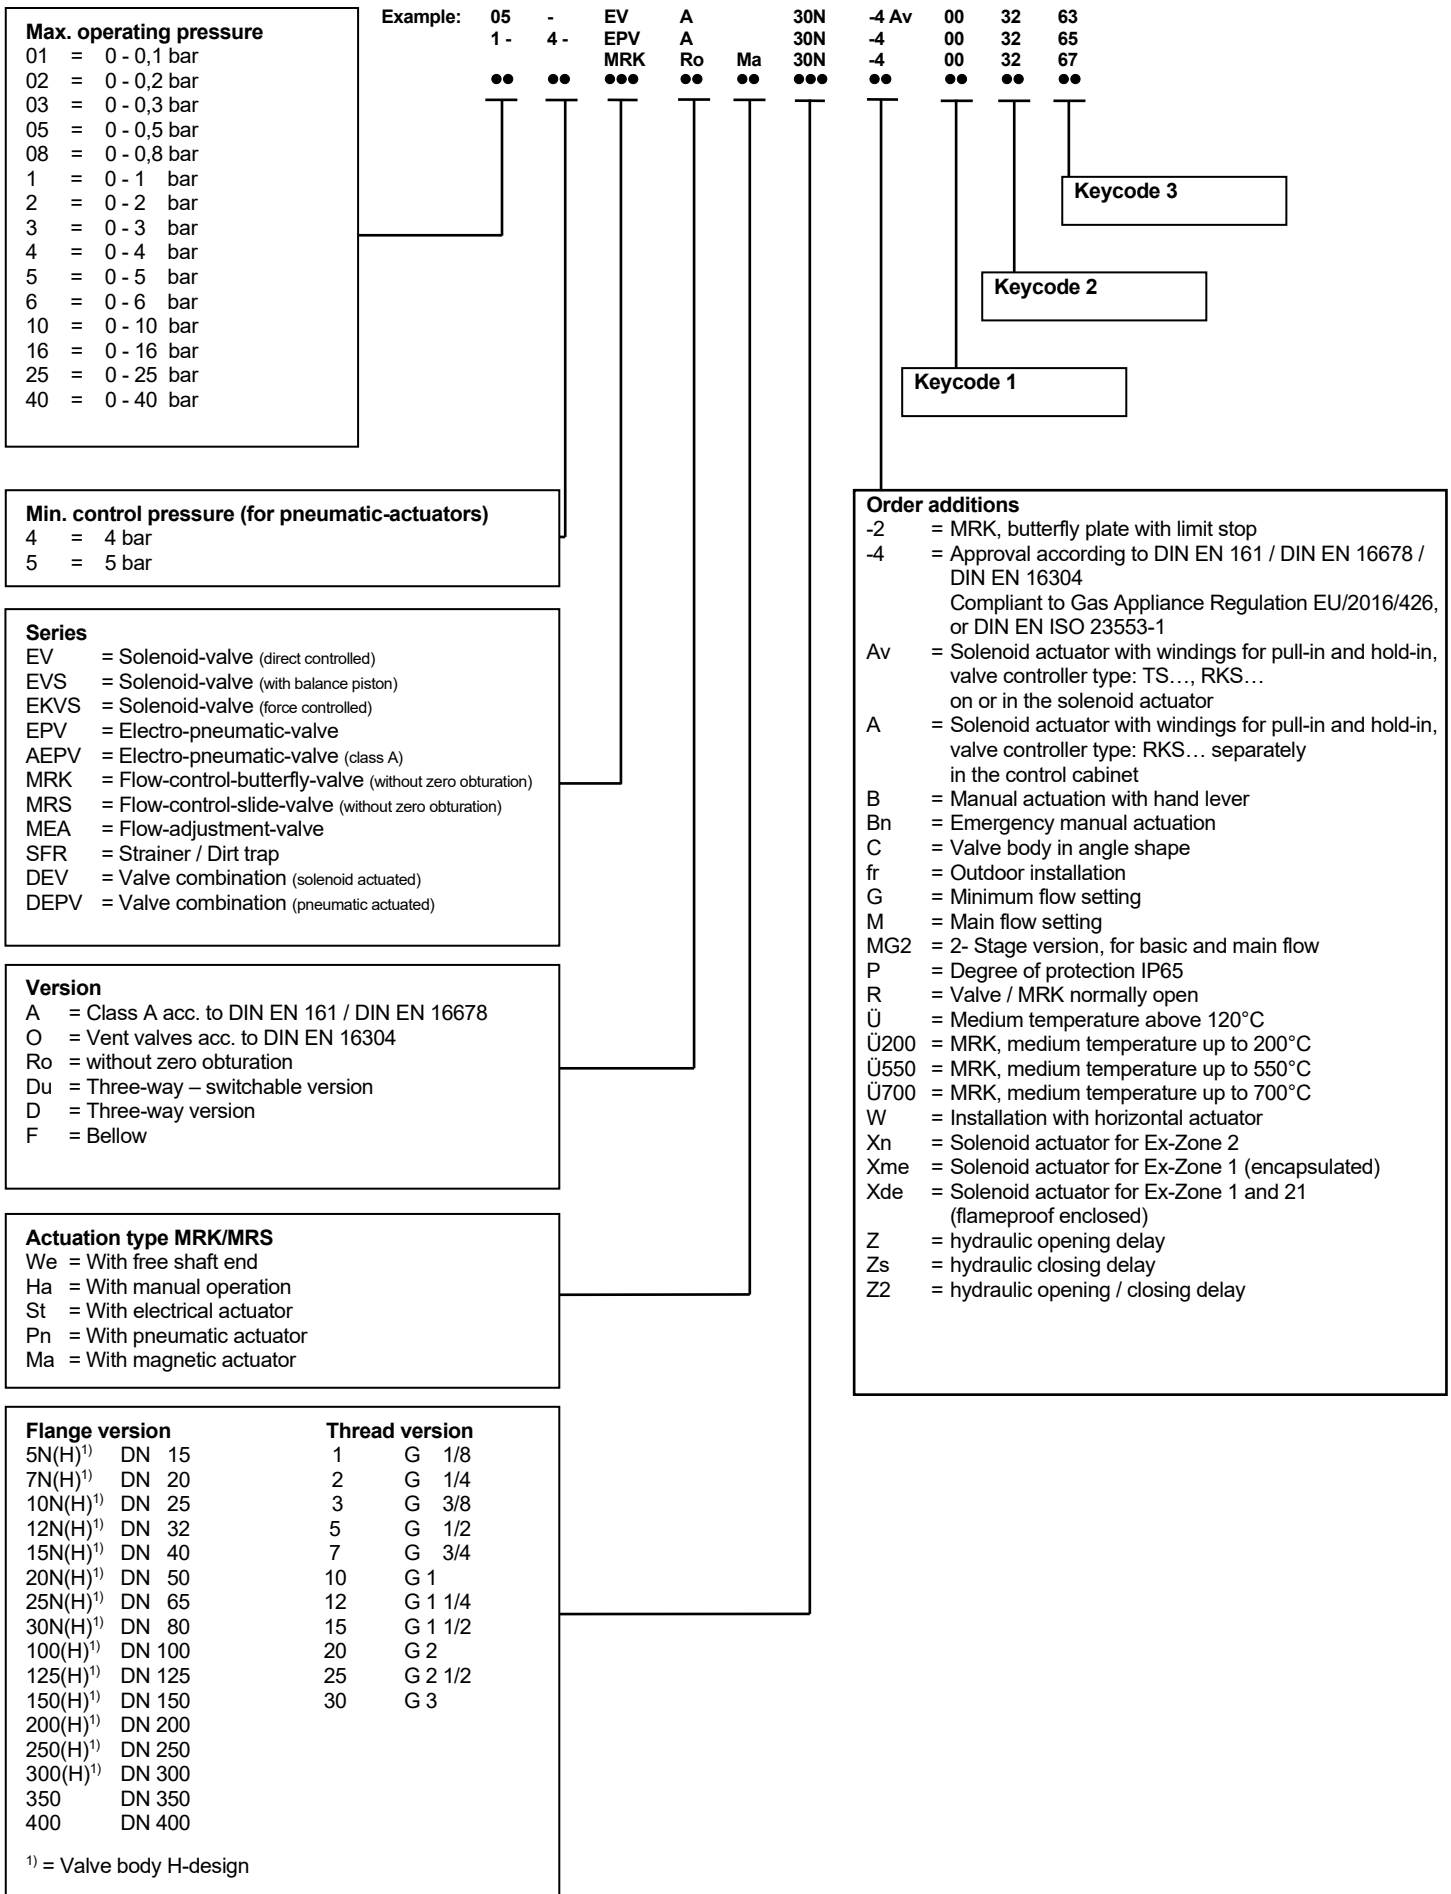 Example: 05 - EV A 30N -4 Av 00 32 63
1 - 4 - EPV A 30N -4 00 32 65
MRK Ro Ma 30N -4 00 32 67
●● ●● ●●● ●● ●● ●●● ●● ●● ●● ●●
Max. operating pressure
01 = 0 - 0,1 bar
02 = 0 - 0,2 bar
03 = 0 - 0,3 bar
05 = 0 - 0,5 bar
08 = 0 - 0,8 bar
1 = 0 - 1 bar
2 = 0 - 2 bar
3 = 0 - 3 bar
4 = 0 - 4 bar
5 = 0 - 5 bar
6 = 0 - 6 bar
10 = 0 - 10 bar
16 = 0 - 16 bar
25 = 0 - 25 bar
40 = 0 - 40 bar
Keycode 3
Keycode 2
Keycode 1
Min. control pressure (for pneumatic-actuators)
4 = 4 bar
5 = 5 bar
Series
EV = Solenoid-valve (direct controlled)
EVS = Solenoid-valve (with balance piston)
EKVS = Solenoid-valve (force controlled)
EPV = Electro-pneumatic-valve
AEPV = Electro-pneumatic-valve (class A)
MRK = Flow-control-butterfly-valve (without zero obturation)
MRS = Flow-control-slide-valve (without zero obturation)
MEA = Flow-adjustment-valve
SFR = Strainer / Dirt trap
DEV = Valve combination (solenoid actuated)
DEPV = Valve combination (pneumatic actuated)
Version
A = Class A acc. to DIN EN 161 / DIN EN 16678
O = Vent valves acc. to DIN EN 16304
Ro = without zero obturation
Du = Three-way – switchable version
D = Three-way version
F = Bellow
Actuation type MRK/MRS
We = With free shaft end
Ha = With manual operation
St = With electrical actuator
Pn = With pneumatic actuator
Ma = With magnetic actuator
Flange version Thread version
5N(H)1) DN 15 1 G 1/8
7N(H)1) DN 20 2 G 1/4
10N(H)1) DN 25 3 G 3/8
12N(H)1) DN 32 5 G 1/2
15N(H)1) DN 40 7 G 3/4
20N(H)1) DN 50 10 G 1
25N(H)1) DN 65 12 G 1 1/4
30N(H)1) DN 80 15 G 1 1/2
100(H)1) DN 100 20 G 2
125(H)1) DN 125 25 G 2 1/2
150(H)1) DN 150 30 G 3
200(H)1) DN 200
250(H)1) DN 250
300(H)1) DN 300
350 DN 350
400 DN 400
1) = Valve body H-design
Order additions
-2 = MRK, butterfly plate with limit stop
-4 = Approval according to DIN EN 161 / DIN EN 16678 /
DIN EN 16304
Compliant to Gas Appliance Regulation EU/2016/426,
or DIN EN ISO 23553-1
Av = Solenoid actuator with windings for pull-in and hold-in,
valve controller type: TS…, RKS…
on or in the solenoid actuator
A = Solenoid actuator with windings for pull-in and hold-in,
valve controller type: RKS… separately
in the control cabinet
B = Manual actuation with hand lever
Bn = Emergency manual actuation
C = Valve body in angle shape
fr = Outdoor installation
G = Minimum flow setting
M = Main flow setting
MG2 = 2- Stage version, for basic and main flow
P = Degree of protection IP65
R = Valve / MRK normally open
Ü = Medium temperature above 120°C
Ü200 = MRK, medium temperature up to 200°C
Ü550 = MRK, medium temperature up to 550°C
Ü700 = MRK, medium temperature up to 700°C
W = Installation with horizontal actuator
Xn = Solenoid actuator for Ex-Zone 2
Xme = Solenoid actuator for Ex-Zone 1 (encapsulated)
Xde = Solenoid actuator for Ex-Zone 1 and 21
(flameproof enclosed)
Z = hydraulic opening delay
Zs = hydraulic closing delay
Z2 = hydraulic opening / closing delay